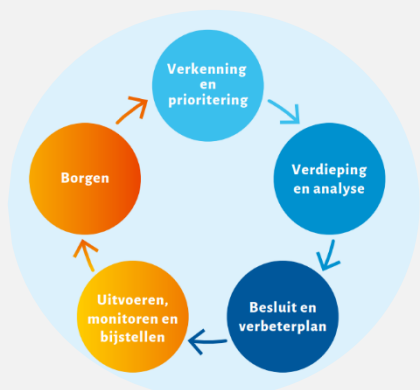 Verkenning
en
prioritering
Verdieping
en analyse
Besluit en
verbeterplan
Uitvoeren,
monitoren en
bijstellen
Borgen